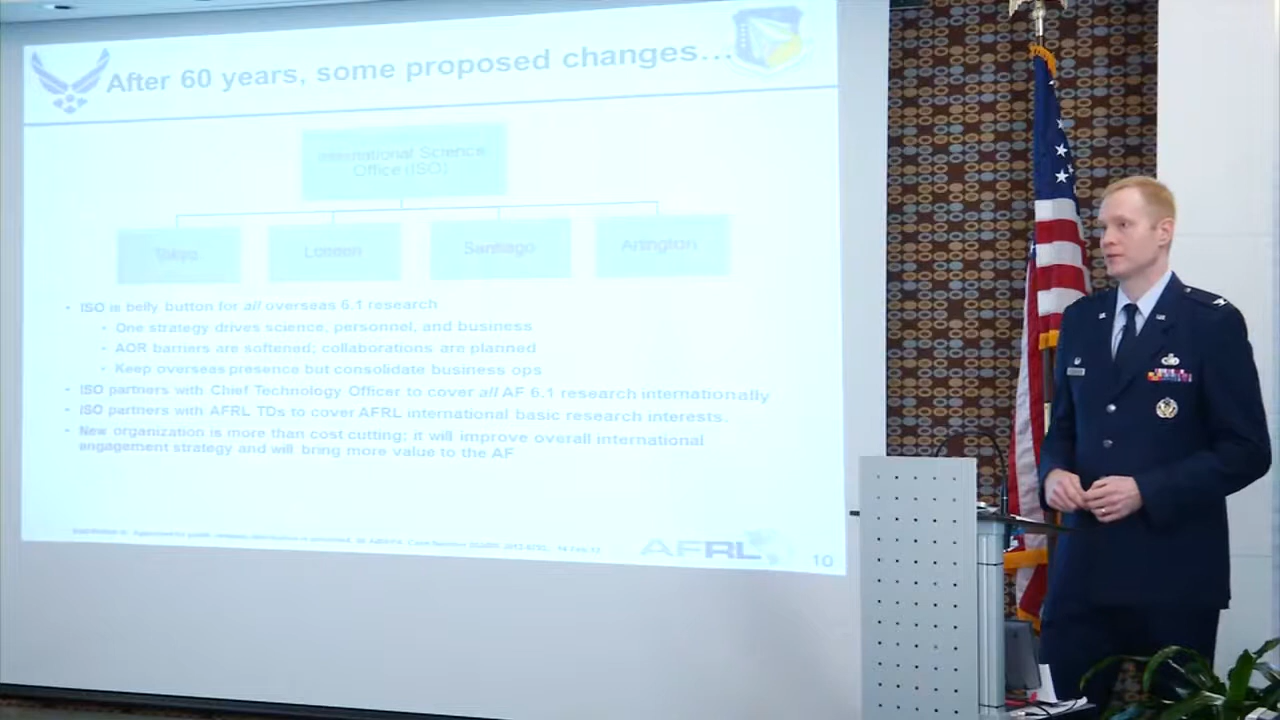 After 60 years, some proposed changes...
International Science
Office (ISO)
Tokyo
London
Santiago
Arlington
- ISO is belly button for all overseas 6.1 research
- One strategy drives science, personnel, and business
- AOR barriers are softened; collaborations are planned
- Keep overseas presence but consolidate business ops
- ISO partners with Chief Technology Officer to cover all AF 6.1 research internationally
- ISO partners with AFRL TDs to cover AFRL international basic research interests.
- New organization is more than cost cutting; it will improve overall international
engagement strategy and will bring more value to the AF
AFRL
10